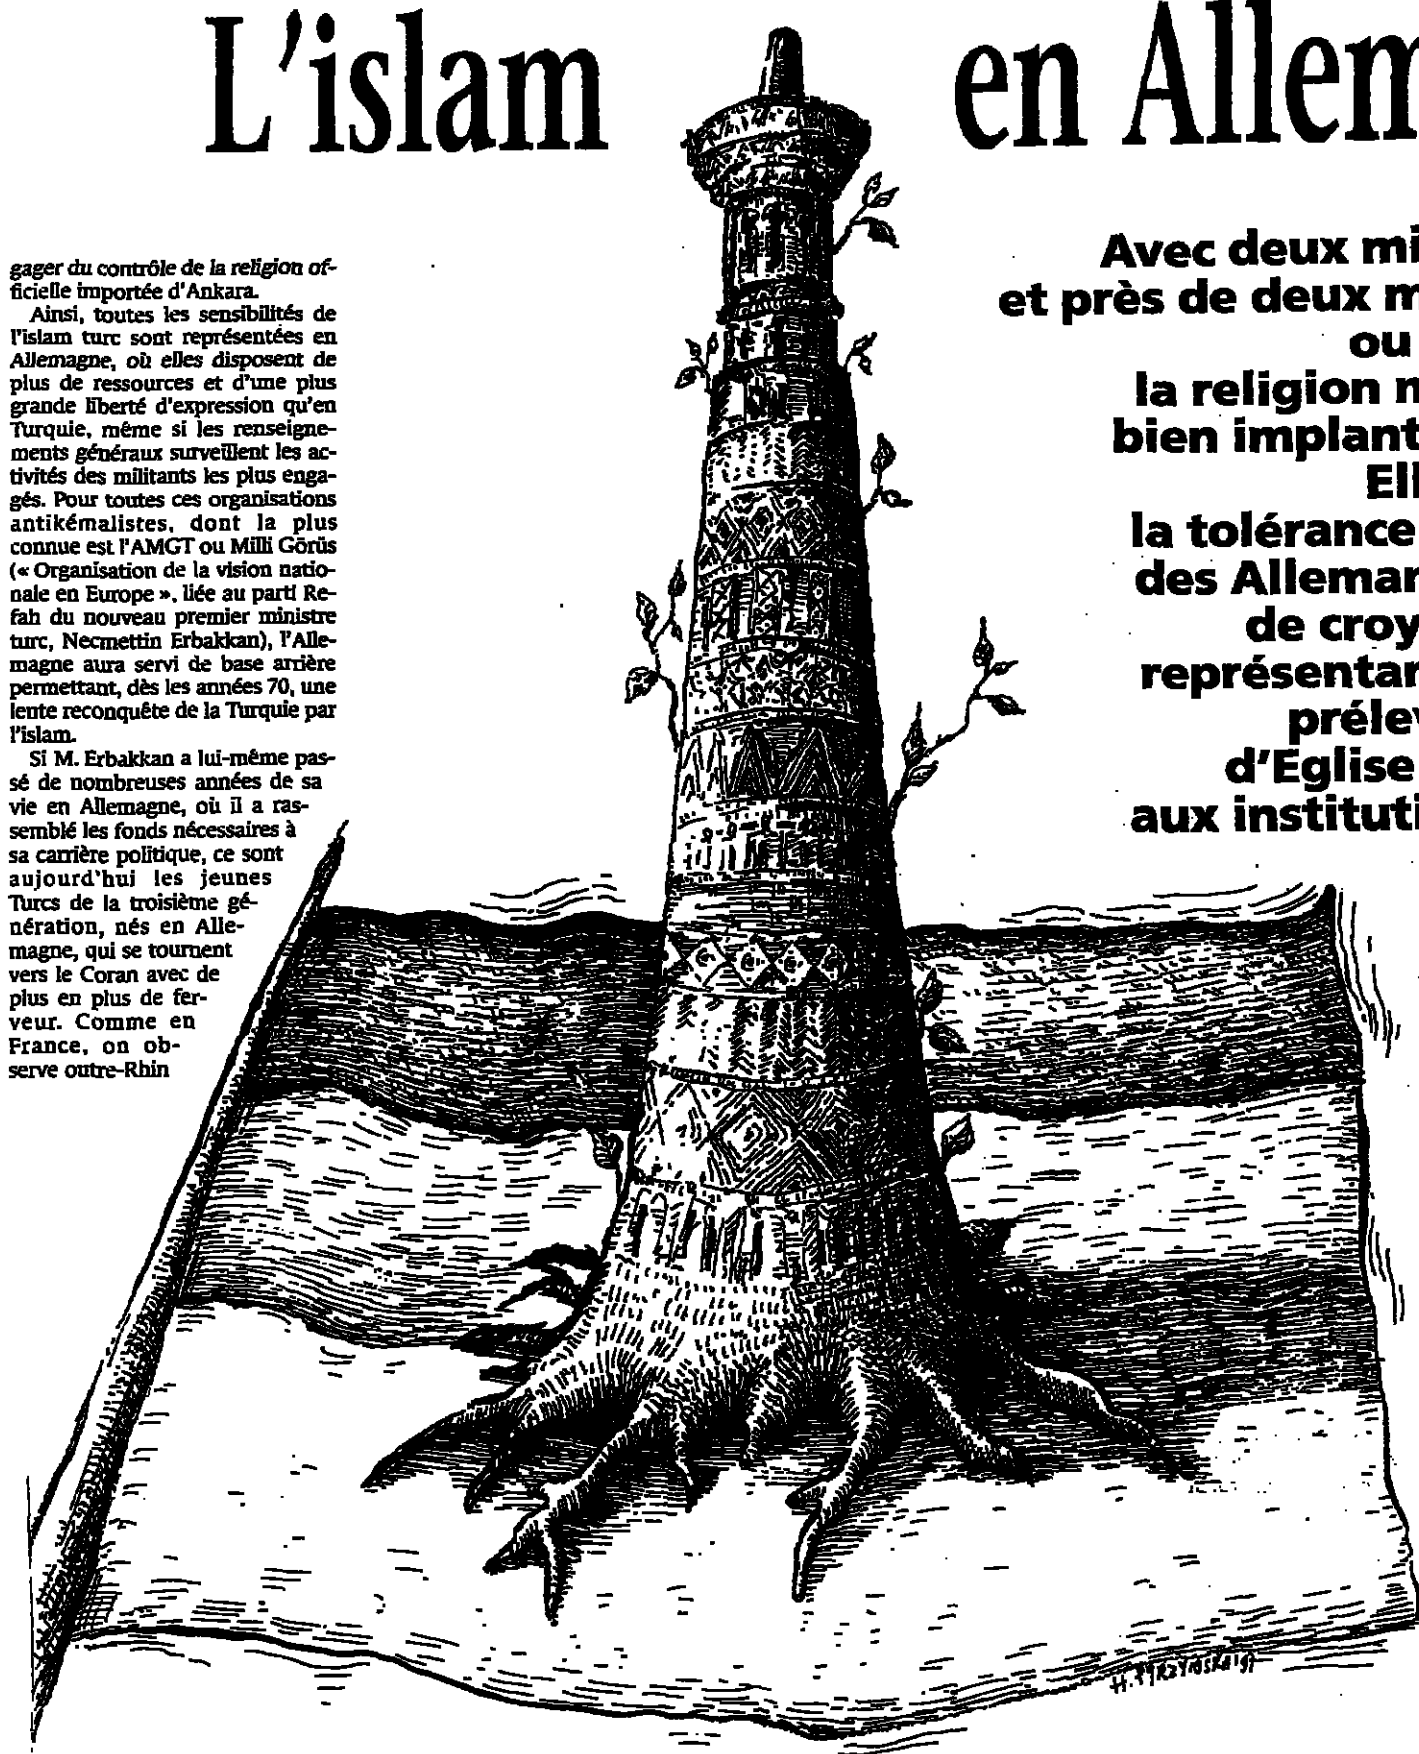 L'islam en Allem
gager du contrôle de la religion of-
ficielle importée d'Ankara.
Ainsi, toutes les sensibilités de
l'islam turc sont représentées en
Allemagne, où elles disposent de
plus de ressources et d'une plus
grande liberté d'expression qu'en
Turquie, même si les renseigne-
ments généraux surveillent les ac-
tivités des militants les plus enga-
gés. Pour toutes ces organisations
antikémalistes, dont la plus
connue est l'AMGT ou Milli Görüs
(« Organisation de la vision natio-
nale en Europe », liée au parti Re-
fah du nouveau premier ministre
turc, Necmettin Erbakkan), l'Alle-
magne aura servi de base arrière
permettant, dès les années 70, une
lente reconquête de la Turquie par
l'islam.
Si M. Erbakkan a lui-même pas-
sé de nombreuses années de sa
vie en Allemagne, où il a ras-
semblé les fonds nécessaires à
sa carrière politique, ce sont
aujourd'hui les jeunes
Turcs de la troisième gé-
nération, nés en Alle-
magne, qui se tournent
vers le Coran avec de
plus en plus de fer-
veur. Comme en
France, on ob-
serve outre-Rhin
Avec deux mi
et près de deux m
ou
la religion n
bien implant
Ell
la tolérance
des Alleman
de croy
représentan
prélev
d'Eglise
aux instituti